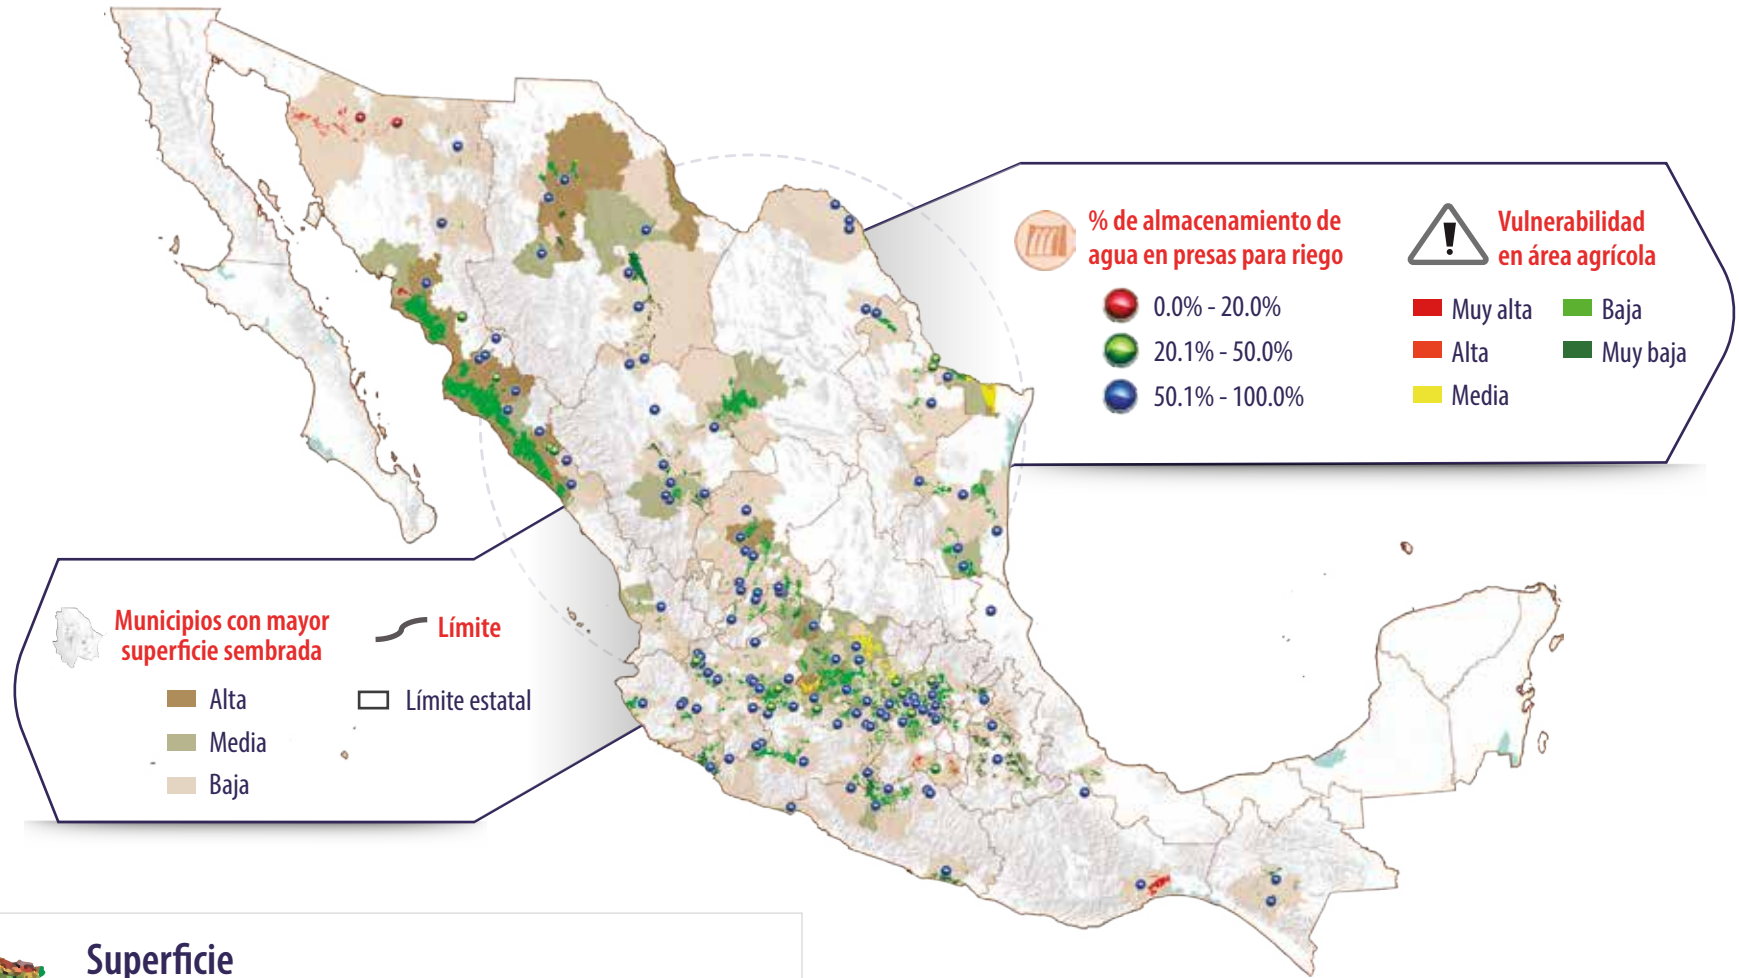 % de almacenamiento de
agua en presas para riego
0.0% - 20.0%
20.1% - 50.0%
50.1% - 100.0%
Vulnerabilidad
en área agrícola
Muy alta
Alta
Media
Baja
Muy baja
Municipios con mayor
superficie sembrada
Alta
Media
Baja
Límite
Límite estatal
Superficie